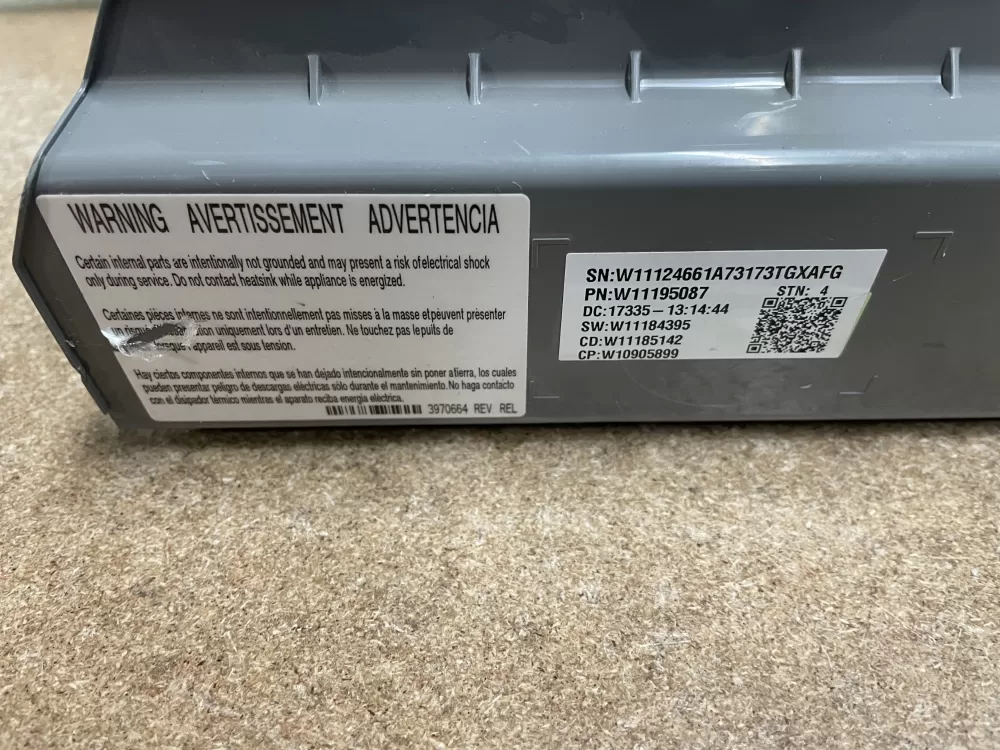 WARNING AVERTISSEMENT ADVERTENCIA
Certain internal parts are intentionally not grounded and may present a risk of electrical shock
only during service. Do not contact heatsink while appliance is energized.
Certaines pièces internes ne sont intentionnellement pas misses à la masse et peuvent présenter
un risque uniquement lors d'un entretien. Ne touchez pas le puits de
appareil est sous tension.
Hay ciertos componentes internos que se han dejado intencionalmente sin poner a tierra, los cuales
pueden presentar peligro de descargas eléctricas sólo durante el mantenimiento. No haga contacto
con el disipador térmico mientras el aparato reciba energía eléctrica.
3970664 REV REL
SN:W11124661A73173TGXAFG
PN:W11195087
STN: 4
DC:17335-13:14:44
SW:W11184395
CD:W11185142
CP:W10905899